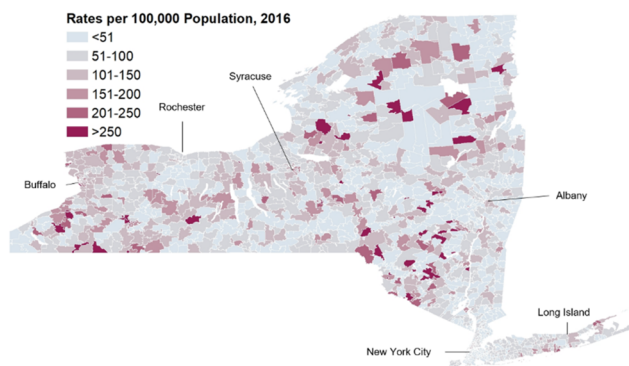 Rates per 100,000 Population, 2016
<51
51-100
101-150
151-200
201-250
>250
Syracuse
Rochester
Buffalo
Albany
Long Island
New York City